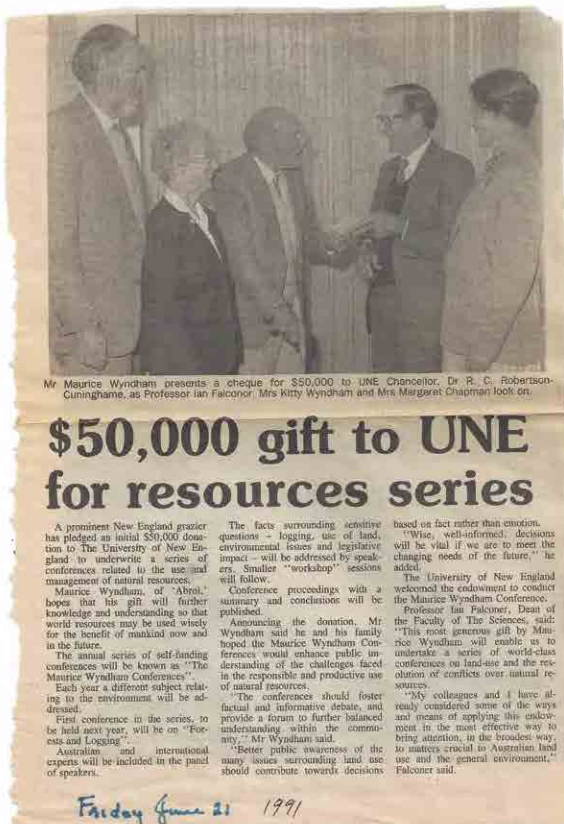 Mr Maurice Wyndham presents a cheque for $50,000 to UNE Chancellor, Dr R. C. Robertson-
Cuninghame, as Professor Ian Falconor, Mrs Kitty Wyndham and Mrs Margaret Chapman look on.
$50,000 gift to UNE
for resources series
A prominent New England grazier
has pledged an initial $50,000 dona-
tion to The University of New En-
gland to underwrite a series of
conferences related to the use and
management of natural resources.
Maurice Wyndham, of 'Abroi,'
hopes that his gift will further
knowledge and understanding so that
world resources may be used wisely
for the benefit of mankind now and
in the future.
The annual series of self-funding
conferences will be known as "The
Maurice Wyndham Conferences".
Each year a different subject relat-
ing to the environment will be ad-
dressed.
First conference in the series, to
be held next year, will be on "For-
ests and Logging".
Australian and international
experts will be included in the panel
of speakers.
The facts surrounding sensitive
questions – logging, use of land,
environmental issues and legislative
impact – will be addressed by speak-
ers. Smaller "workshop" sessions
will follow.
Conference proceedings with a
summary and conclusions will be
published.
Announcing the donation, Mr
Wyndham said he and his family
hoped the Maurice Wyndham Con-
ferences would enhance public un-
derstanding of the challenges faced
in the responsible and productive use
of natural resources.
"The conferences should foster
factual and informative debate, and
provide a forum to further balanced
understanding within the commu-
nity," Mr Wyndham said.
"Better public awareness of the
many issues surrounding land use
should contribute towards decisions
based on fact rather than emotion.
"Wise, well-informed, decisions
will be vital if we are to meet the
changing needs of the future," he
added.
The University of New England
welcomed the endowment to conduct
the Maurice Wyndham Conference.
Professor Ian Falconer, Dean of
the Faculty of The Sciences, said:
"This most generous gift by Mau-
rice Wyndham will enable us to
undertake a series of world-class
conferences on land-use and the res-
olution of conflicts over natural re-
sources.
"My colleagues and I have al-
ready considered some of the ways
and means of applying this endow-
ment in the most effective way to
bring attention, in the broadest way,
to matters crucial to Australian land
use and the general environment,"
Falconer said.
Friday June 21 1991